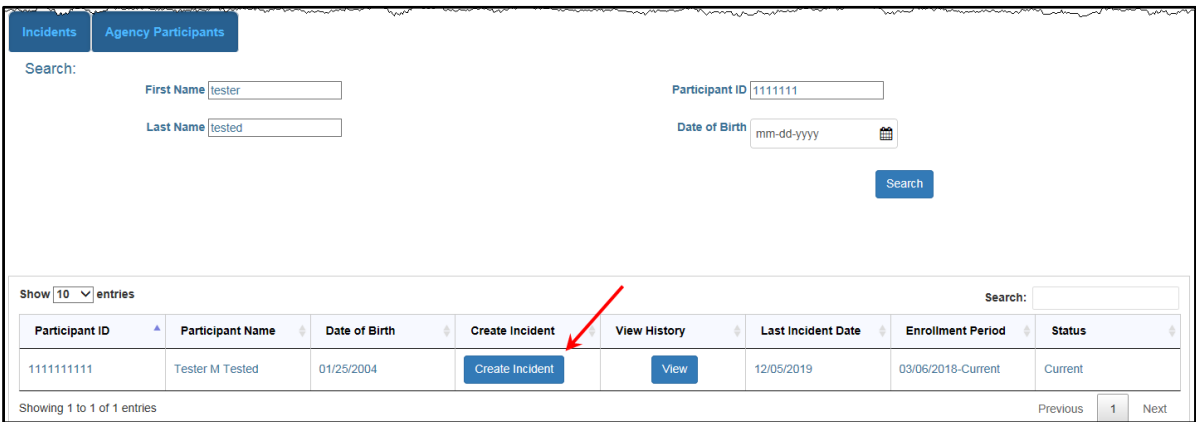 Incidents Agency Participants
Search:
First Name tester Participant ID 1111111
Last Name tested Date of Birth mm-dd-yyyy
Search
Show 10 entries Search:
Participant ID Participant Name Date of Birth Create Incident View History Last Incident Date Enrollment Period Status
1111111111 Tester M Tested 01/25/2004 Create Incident View 12/05/2019 03/06/2018-Current Current
Showing 1 to 1 of 1 entries Previous 1 Next